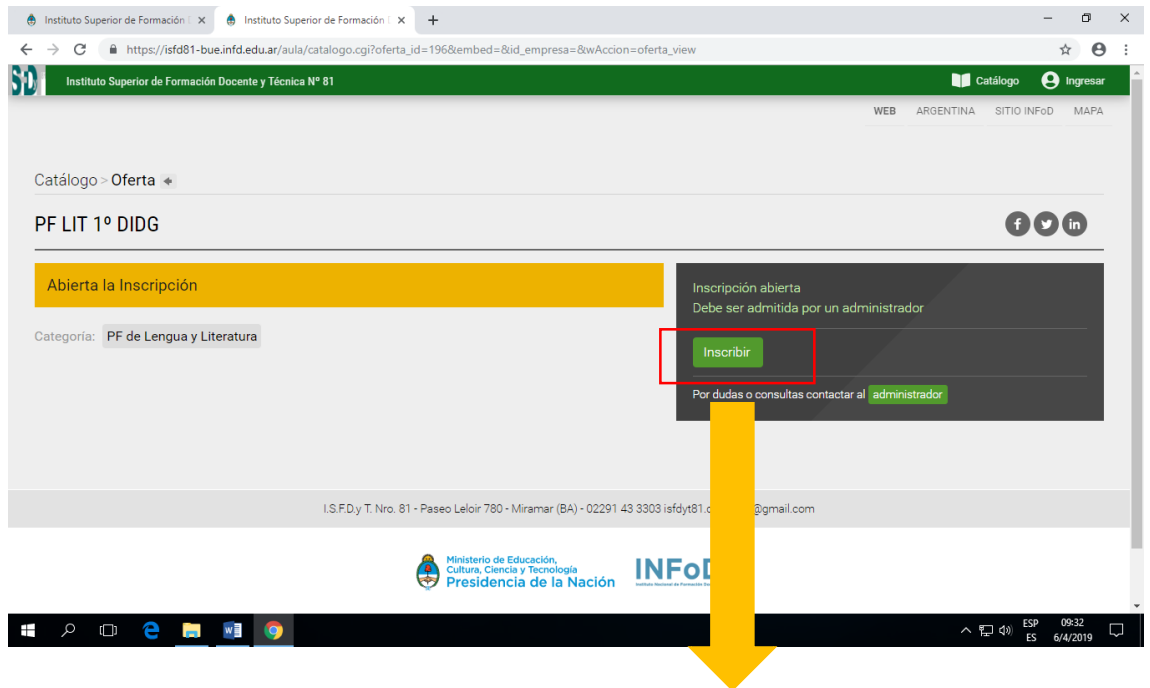 Instituto Superior de Formación
Instituto Superior de Formación
https://isfd81-bue.infd.edu.ar/aula/catalogo.cgi?oferta_id=196&embed=&id_empresa=&wAccion=oferta_view
Instituto Superior de Formación Docente y Técnica Nº 81
Catálogo
Ingresar
WEB ARGENTINA SITIO INFoD MAPA
Catálogo > Oferta
PF LIT 1º DIDG
Abierta la Inscripción
Categoría: PF de Lengua y Literatura
Inscripción abierta
Debe ser admitida por un administrador
Inscribir
Por dudas o consultas contactar al administrador
I.S.F.D.y T. Nro. 81 - Paseo Leloir 780 - Miramar (BA) - 02291 43 3303 isfdyt81. @gmail.com
Ministerio de Educación,
Cultura, Ciencia y Tecnología
Presidencia de la Nación
ESP 09:32
ES 6/4/2019